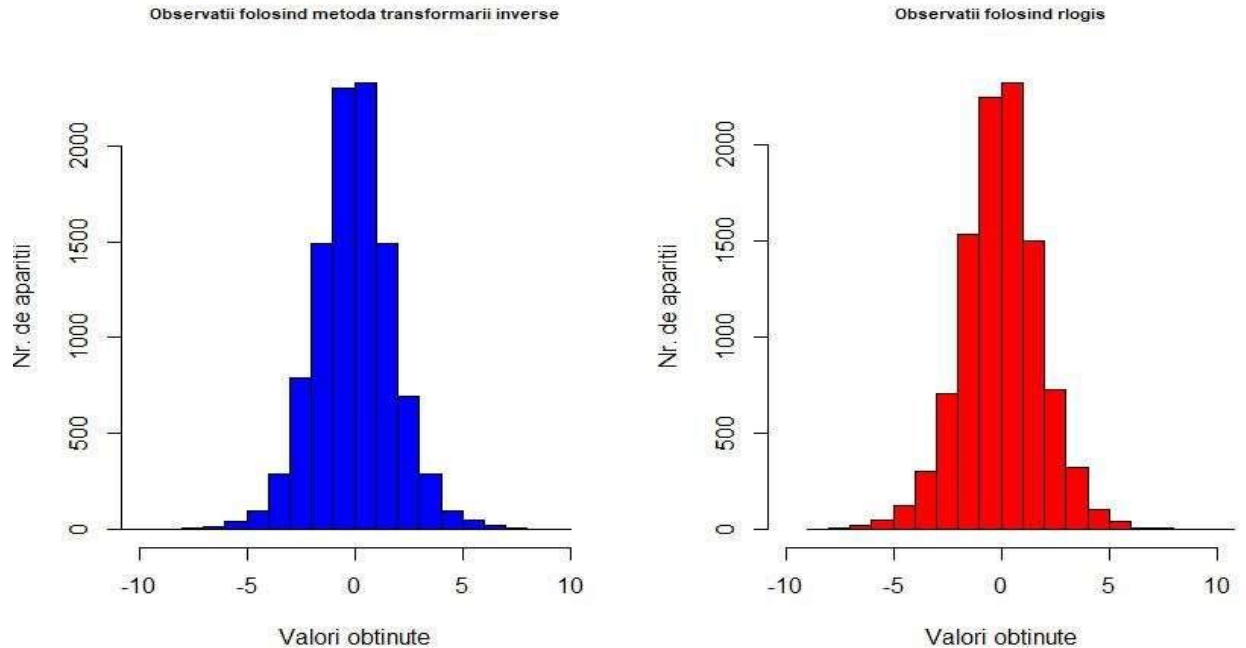 Observatii folosind metoda transformarii inverse
Nr. de aparitii
2000
1500
1000
500
0
-10 -5 0 5 10
Valori obtinute
Observatii folosind rlogis
Nr. de aparitii
2000
1500
1000
500
0
-10 -5 0 5 10
Valori obtinute